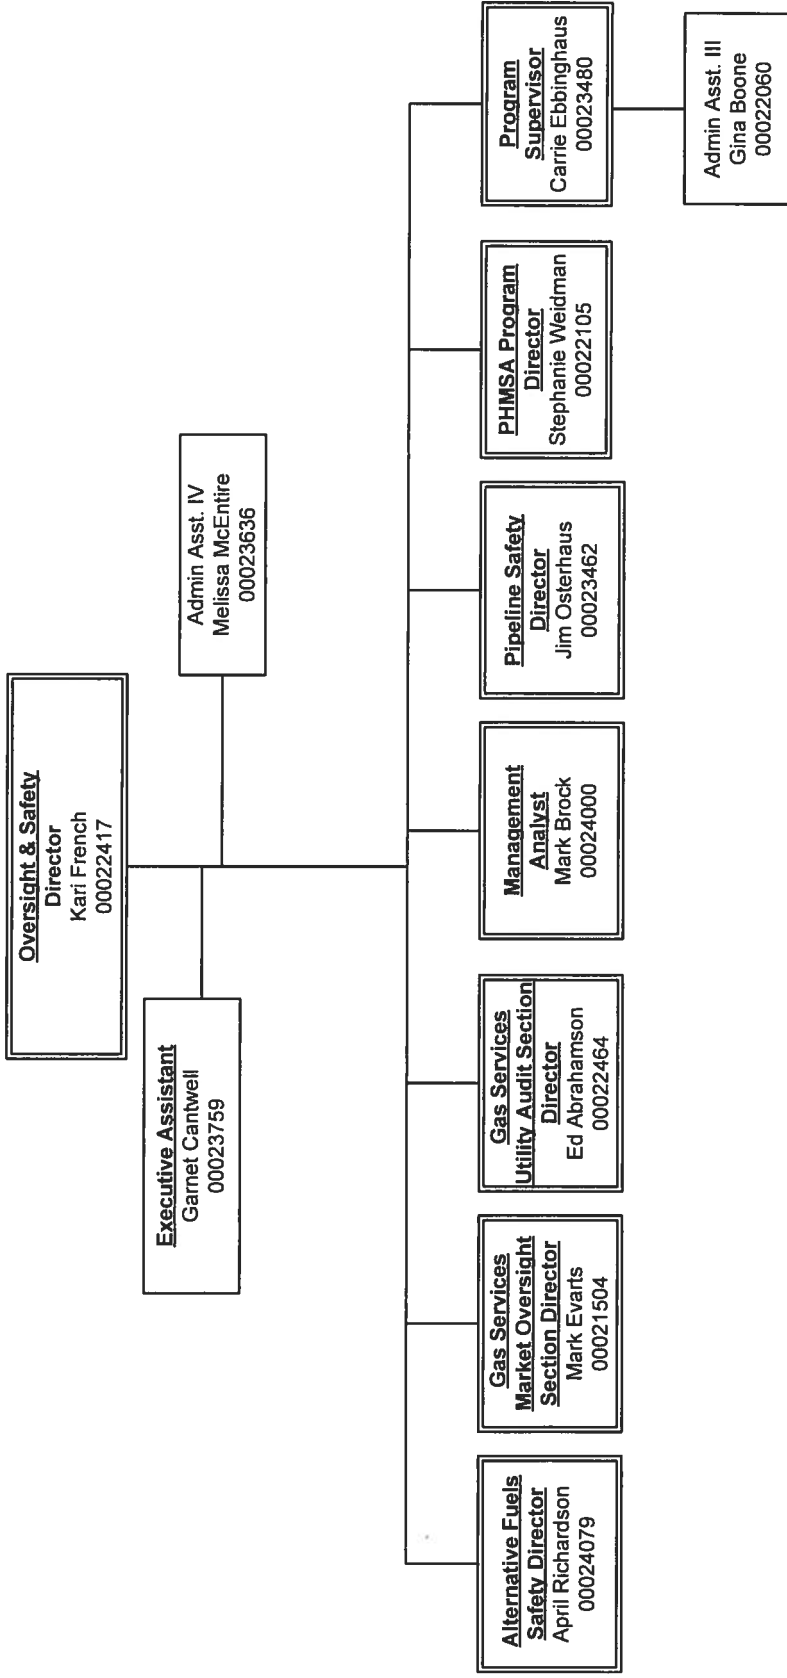 Oversight & Safety
Director
Kari French
00022417
Executive Assistant
Garnet Cantwell
00023759
Admin Asst. IV
Melissa McEntire
00023636
Alternative Fuels
Safety Director
April Richardson
00024079
Gas Services
Market Oversight
Section Director
Mark Evarts
00021504
Gas Services
Utility Audit Section
Director
Ed Abrahamson
00022464
Management
Analyst
Mark Brock
00024000
Pipeline Safety
Director
Jim Osterhaus
00023462
PHMSA Program
Director
Stephanie Weidman
00022105
Program
Supervisor
Carrie Ebbinghaus
00023480
Admin Asst. III
Gina Boone
00022060